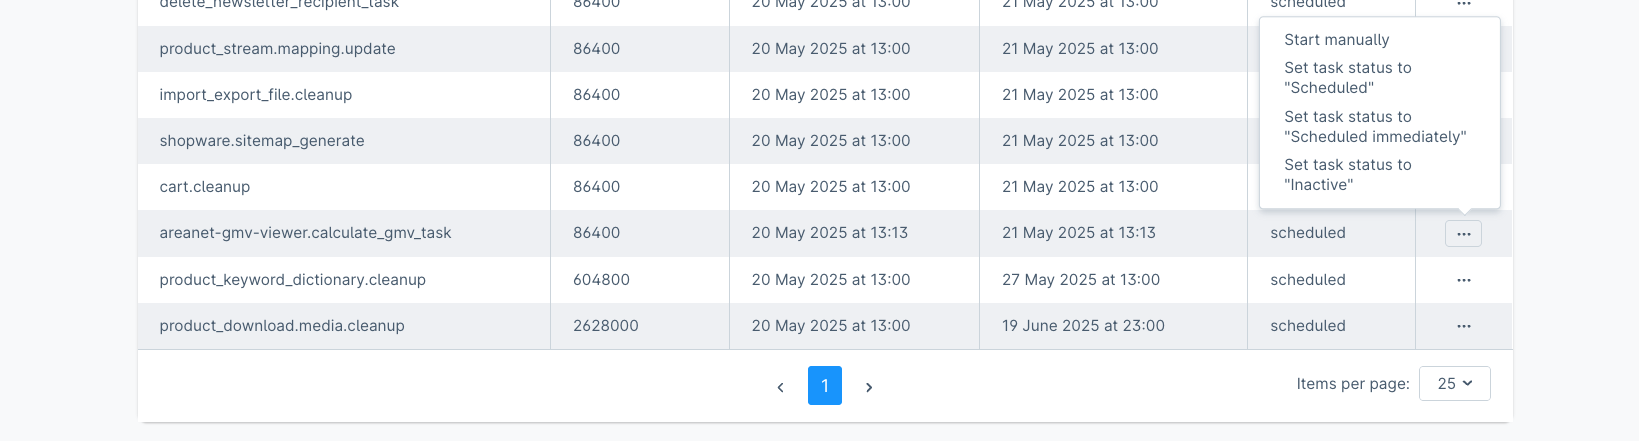 delete_newsletter_recipient_task 86400 20 May 2025 at 13:00 21 May 2025 at 13:00 scheduled ...
product_stream.mapping.update 86400 20 May 2025 at 13:00 21 May 2025 at 13:00
import_export_file.cleanup 86400 20 May 2025 at 13:00 21 May 2025 at 13:00
shopware.sitemap_generate 86400 20 May 2025 at 13:00 21 May 2025 at 13:00
cart.cleanup 86400 20 May 2025 at 13:00 21 May 2025 at 13:00
Start manually
Set task status to
"Scheduled"
Set task status to
"Scheduled immediately"
Set task status to
"Inactive"
areanet-gmv-viewer.calculate_gmv_task 86400 20 May 2025 at 13:13 21 May 2025 at 13:13 scheduled ...
product_keyword_dictionary.cleanup 604800 20 May 2025 at 13:00 27 May 2025 at 13:00 scheduled ...
product_download.media.cleanup 2628000 20 May 2025 at 13:00 19 June 2025 at 23:00 scheduled ...
‹ 1 › Items per page: 25